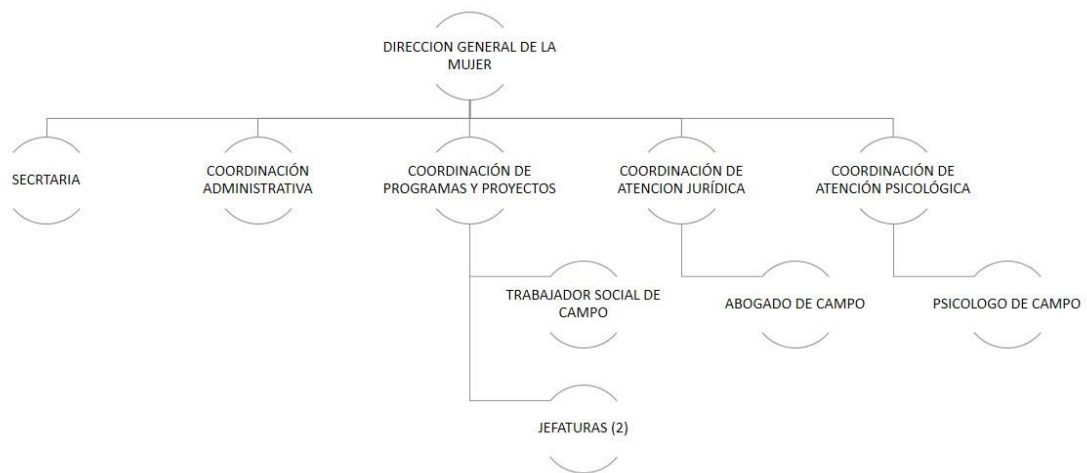 DIRECCION GENERAL DE LA
MUJER
SECRTARIA
COORDINACIÓN
ADMINISTRATIVA
COORDINACIÓN DE
PROGRAMAS Y PROYECTOS
COORDINACIÓN DE
ATENCION JURÍDICA
COORDINACIÓN DE
ATENCIÓN PSICOLÓGICA
TRABAJADOR SOCIAL DE
CAMPO
ABOGADO DE CAMPO
PSICOLOGO DE CAMPO
JEFATURAS (2)